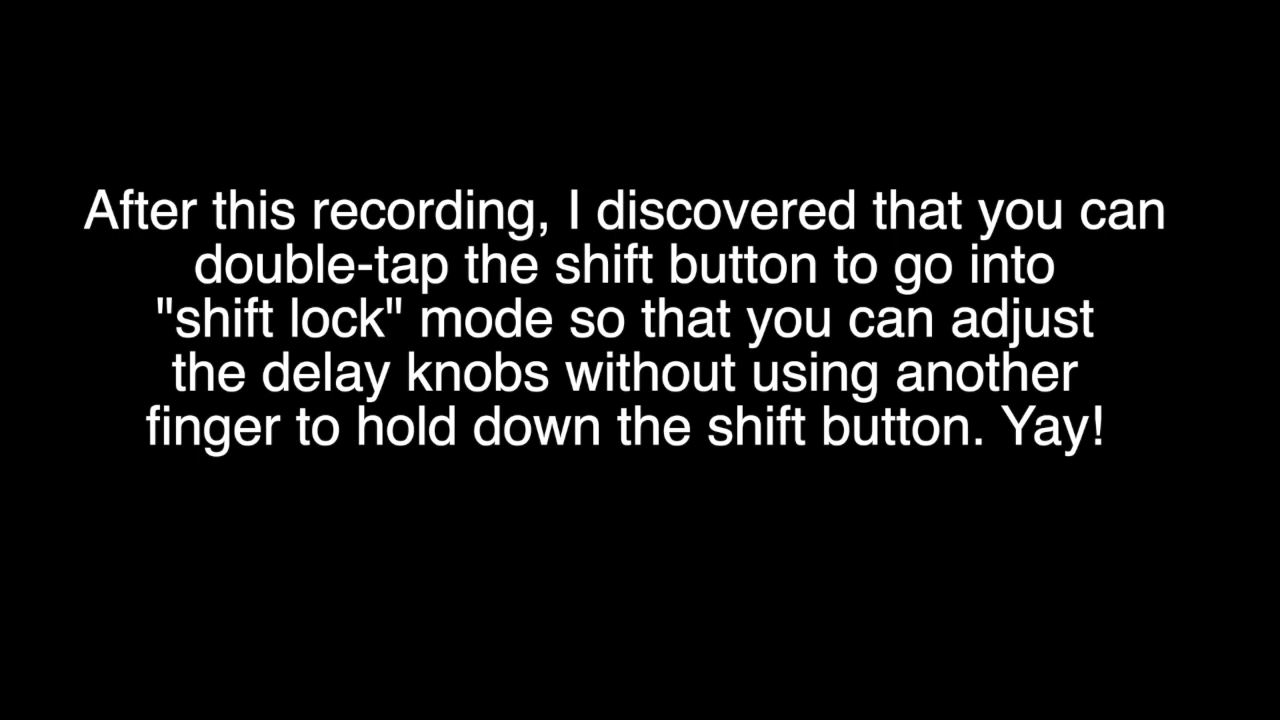 After this recording, I discovered that you can
double-tap the shift button to go into
"shift lock" mode so that you can adjust
the delay knobs without using another
finger to hold down the shift button. Yay!